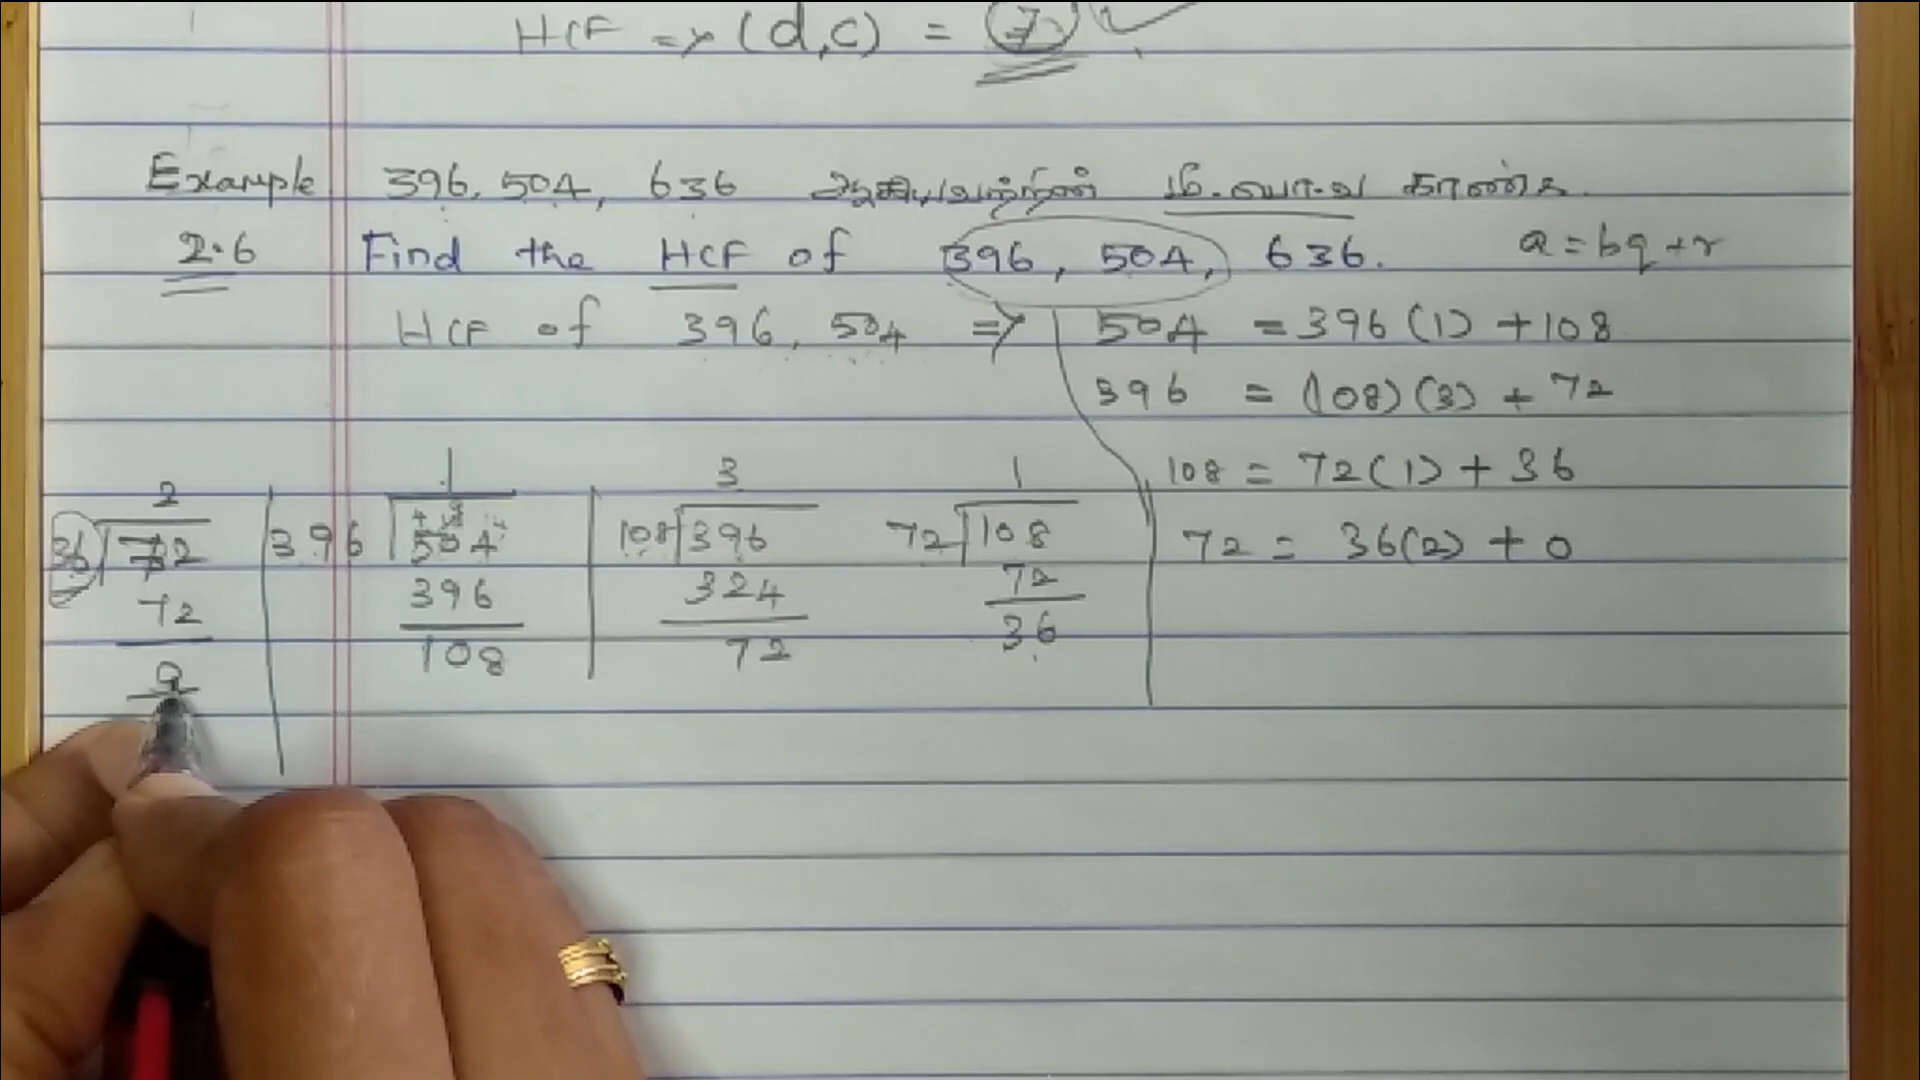 HCF => (d,c) = 7
Example 396, 504, 636 ஆகியவற்றின் மீ.பொ.வ காண்க.
2.6 Find the HCF of 396, 504, 636. a = bq + r
HCF of 396, 504 => 504 = 396 (1) + 108
396 = (108) (3) + 72
108 = 72 (1) + 36
72 = 36(2) + 0
2
36 72
72
0
1
396 504
396
108
3
108 396
324
72
1
72 108
72
36